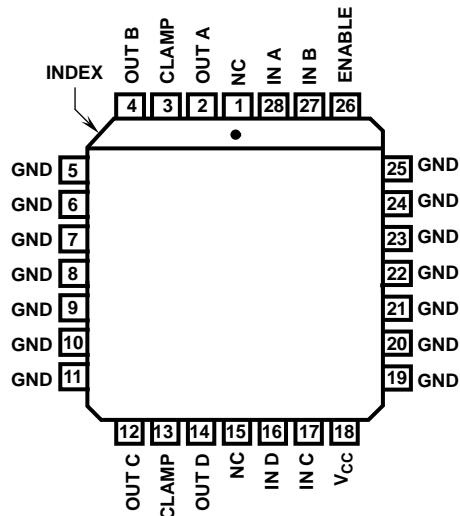 OUT B
CLAMP
OUT A
NC
IN A
IN B
ENABLE
INDEX
4
3
2
1
28
27
26
GND 5
25 GND
GND 6
24 GND
GND 7
23 GND
GND 8
22 GND
GND 9
21 GND
GND 10
20 GND
GND 11
19 GND
12
13
14
15
16
17
18
OUT C
CLAMP
OUT D
NC
IN D
IN C
VCC